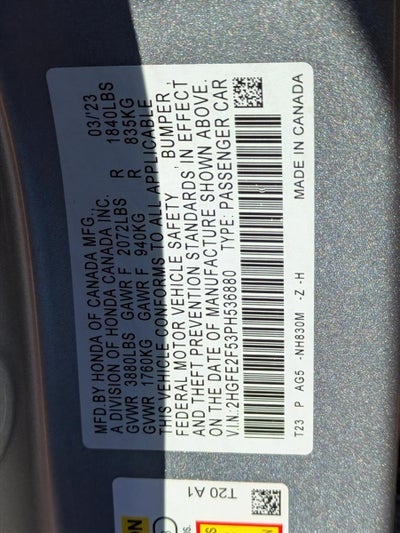 MFD.BY HONDA OF CANADA MFG., 03/'23
A DIVISION OF HONDA CANADA INC.
GVWR 3880LBS GAWR F 2072LBS R 1840LBS
GVWR 1760KG GAWR F 940KG R 835KG
THIS VEHICLE CONFORMS TO ALL APPLICABLE
FEDERAL MOTOR VEHICLE SAFETY, BUMPER,
AND THEFT PREVENTION STANDARDS IN EFFECT
ON THE DATE OF MANUFACTURE SHOWN ABOVE.
V.I.N: 2HGFE2F53PH536880 TYPE: PASSENGER CAR
T23 P AG5 -NH830M -Z -H MADE IN CANADA
T20 A1